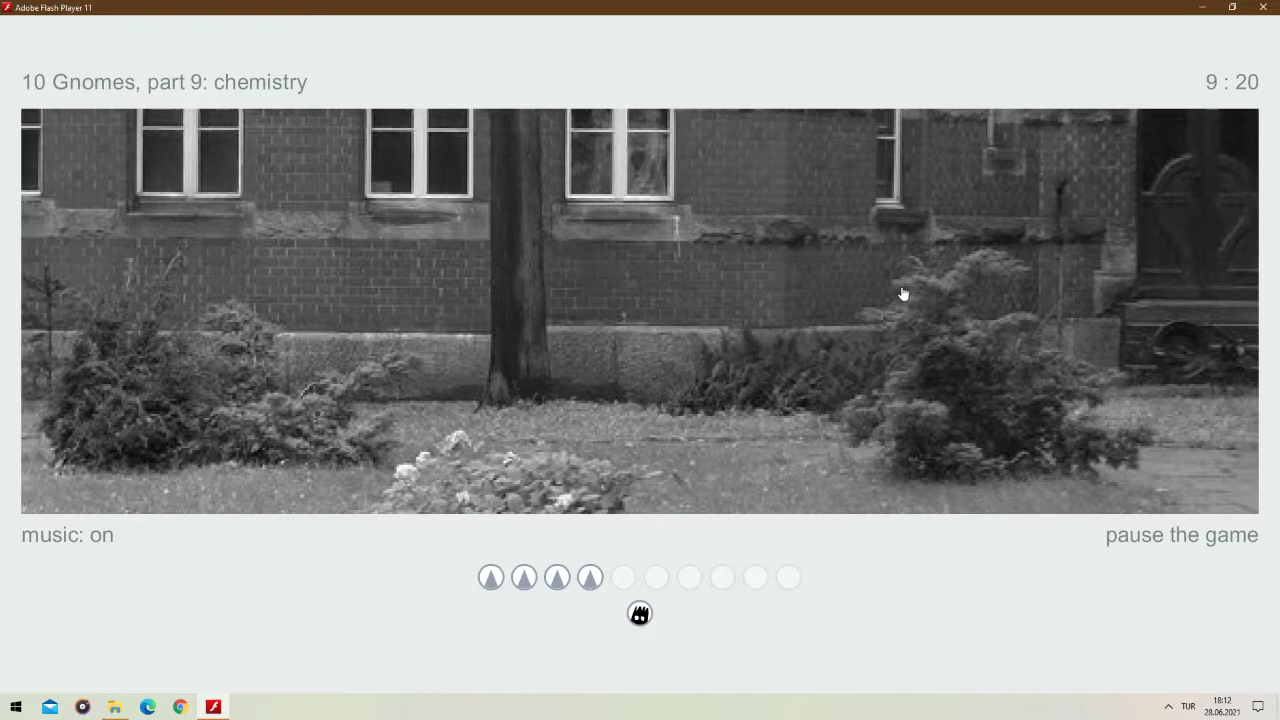 Adobe Flash Player 11
10 Gnomes, part 9: chemistry
9 : 20
music: on
pause the game
TUR
18:12
28.06.2021